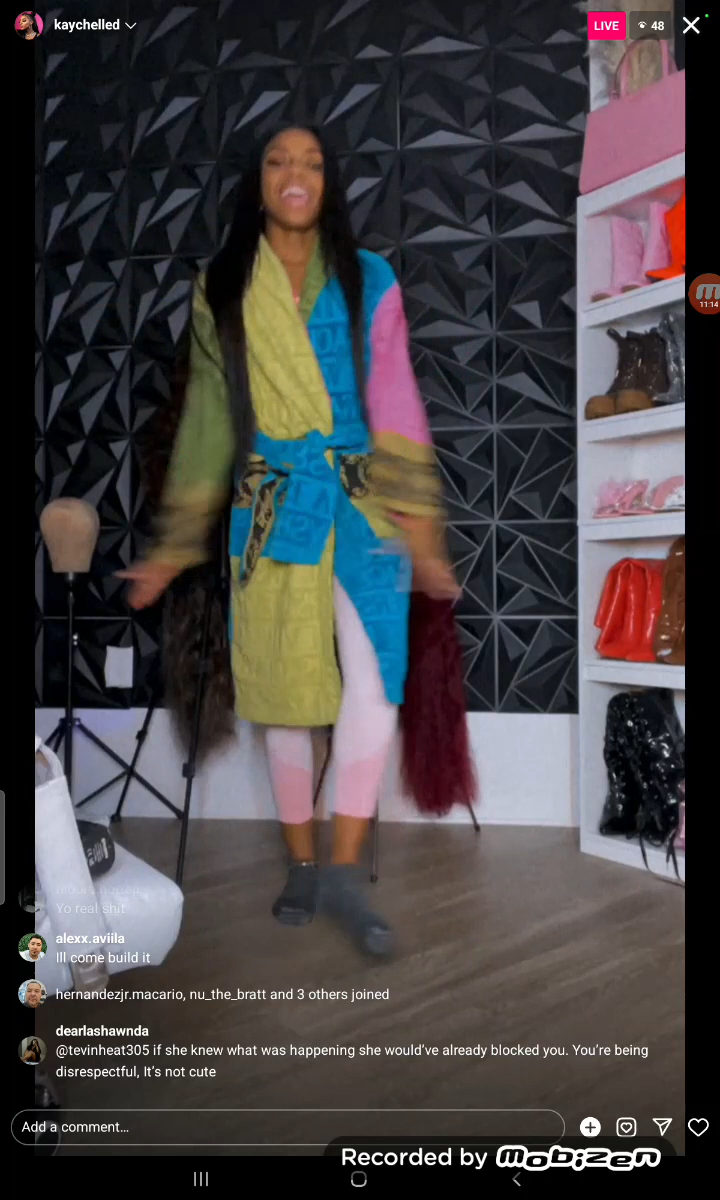 kaychelled
LIVE
48
11:14
Yo real shit
alexx.aviila
Ill come build it
hernandezjr.macario, nu_the_bratt and 3 others joined
dearlashawnda
@tevinheat305 if she knew what was happening she would've already blocked you. You're being
disrespectful, It's not cute
Add a comment...
Recorded by mobizen